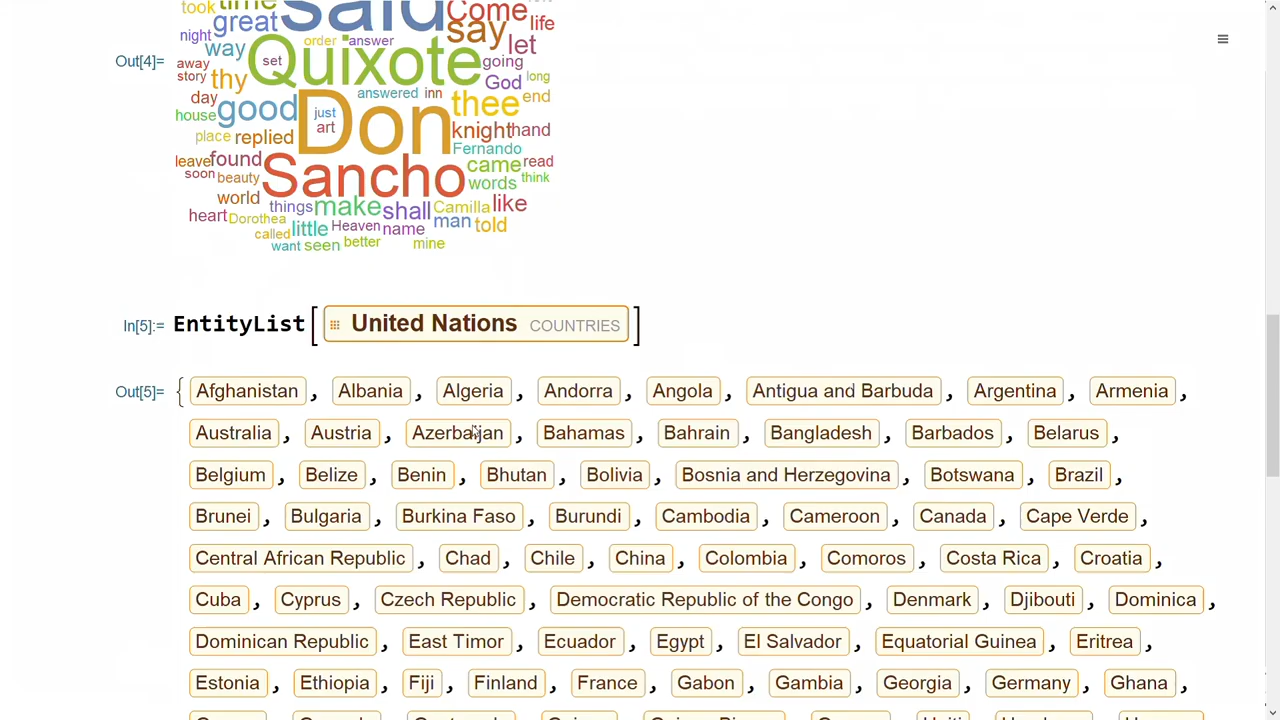 took time said Come
great say life
night order answer let
way Quixote going
Out[4]= away set God long
story thy answered inn end
day good just thee
house Don
place replied art knight hand
Fernando
leave found Sancho came read
soon beauty words think
world things make shall Camilla like
heart Dorothea little Heaven name man told
called
want seen better mine
In[5]:= EntityList[ United Nations COUNTRIES ]
Out[5]= { Afghanistan , Albania , Algeria , Andorra , Angola , Antigua and Barbuda , Argentina , Armenia ,
Australia , Austria , Azerbaijan , Bahamas , Bahrain , Bangladesh , Barbados , Belarus ,
Belgium , Belize , Benin , Bhutan , Bolivia , Bosnia and Herzegovina , Botswana , Brazil ,
Brunei , Bulgaria , Burkina Faso , Burundi , Cambodia , Cameroon , Canada , Cape Verde ,
Central African Republic , Chad , Chile , China , Colombia , Comoros , Costa Rica , Croatia ,
Cuba , Cyprus , Czech Republic , Democratic Republic of the Congo , Denmark , Djibouti , Dominica ,
Dominican Republic , East Timor , Ecuador , Egypt , El Salvador , Equatorial Guinea , Eritrea ,
Estonia , Ethiopia , Fiji , Finland , France , Gabon , Gambia , Georgia , Germany , Ghana ,